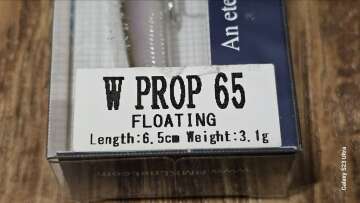 An ete
W PROP 65
FLOATING
Length:6.5cm Weight:3.1g
Galaxy S23 Ultra